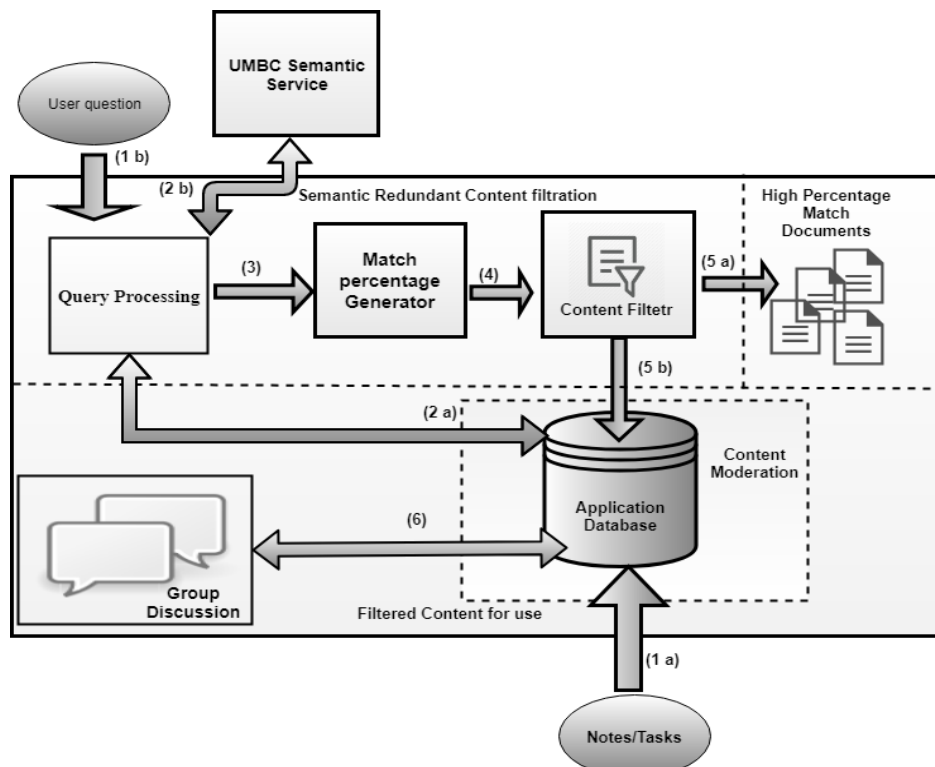 UMBC Semantic
Service
User question
(1 b)
(2 b)
Semantic Redundant Content filtration
High Percentage
Match
Documents
Query Processing
(3)
Match
percentage
Generator
(4)
Content Filtetr
(5 a)
(5 b)
(2 a)
Content
Moderation
Application
Database
(6)
Group
Discussion
Filtered Content for use
(1 a)
Notes/Tasks